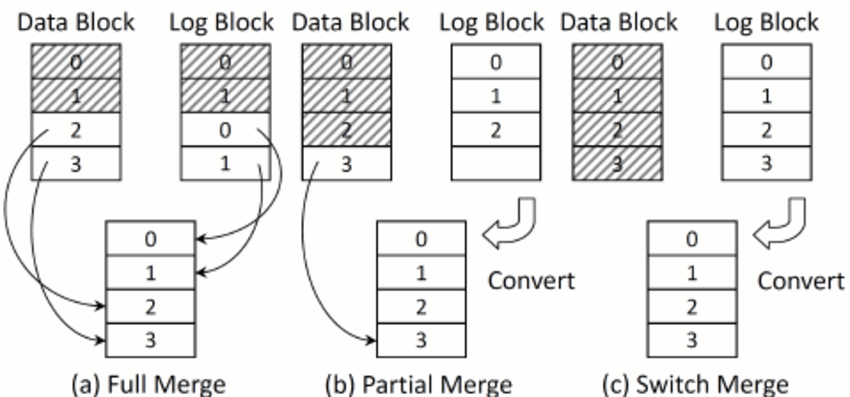 Data Block Log Block Data Block Log Block Data Block Log Block
0 0 0 0 0 0
1 1 1 1 1 1
2 0 2 2 2 2
3 1 3 3 3
0 0 0
1 1 1
Convert Convert
2 2 2
3 3 3
(a) Full Merge (b) Partial Merge (c) Switch Merge